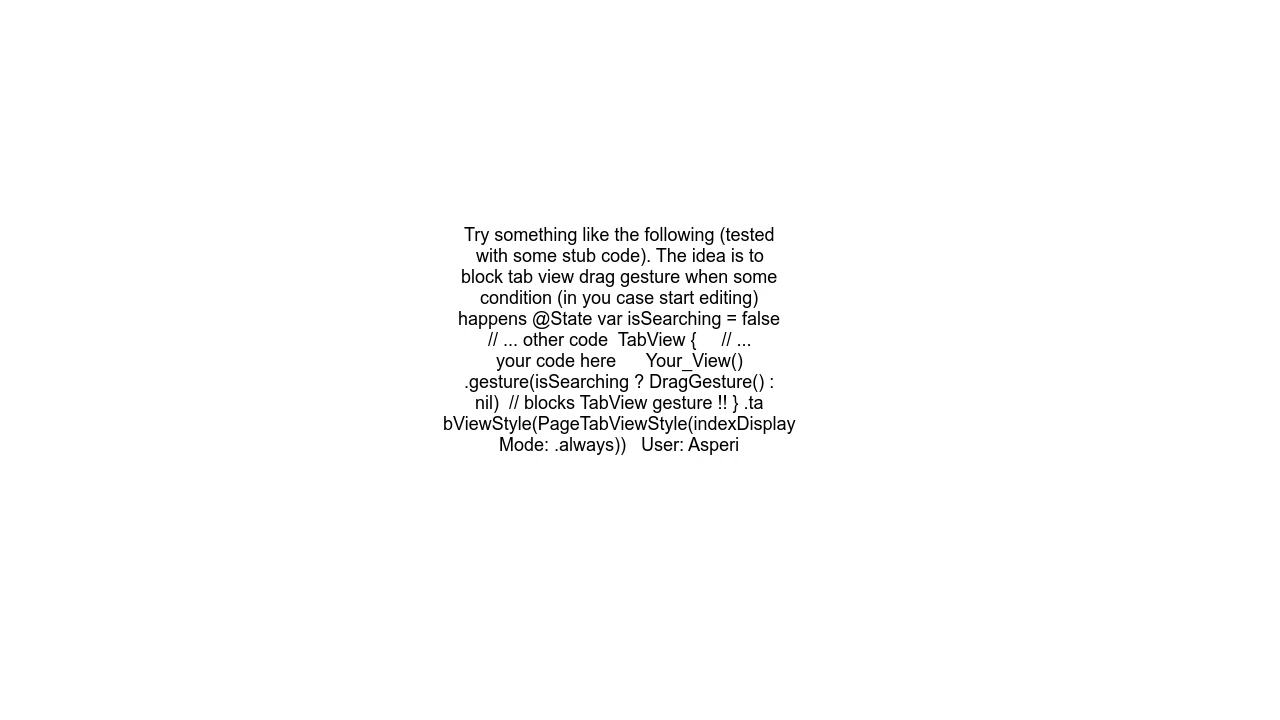 Try something like the following (tested
with some stub code). The idea is to
block tab view drag gesture when some
condition (in you case start editing)
happens @State var isSearching = false
// ... other code  TabView {     // ...
your code here      Your_View()
.gesture(isSearching ? DragGesture() :
nil)  // blocks TabView gesture !! } .ta
bViewStyle(PageTabViewStyle(indexDisplay
Mode: .always))   User: Asperi